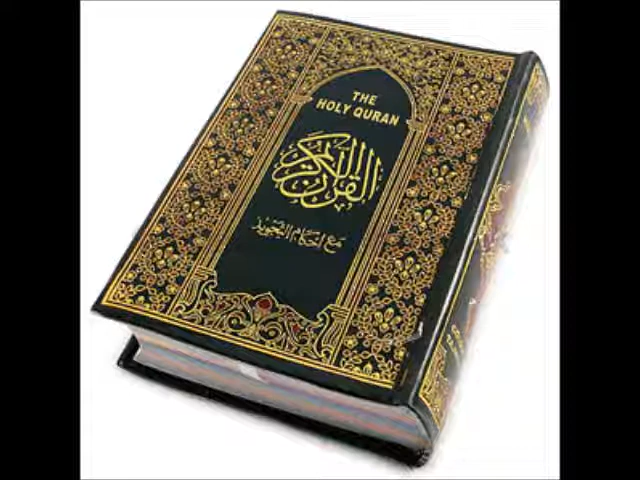 THE
HOLY QURAN
القرآن الكريم
مع أحكام التجويد